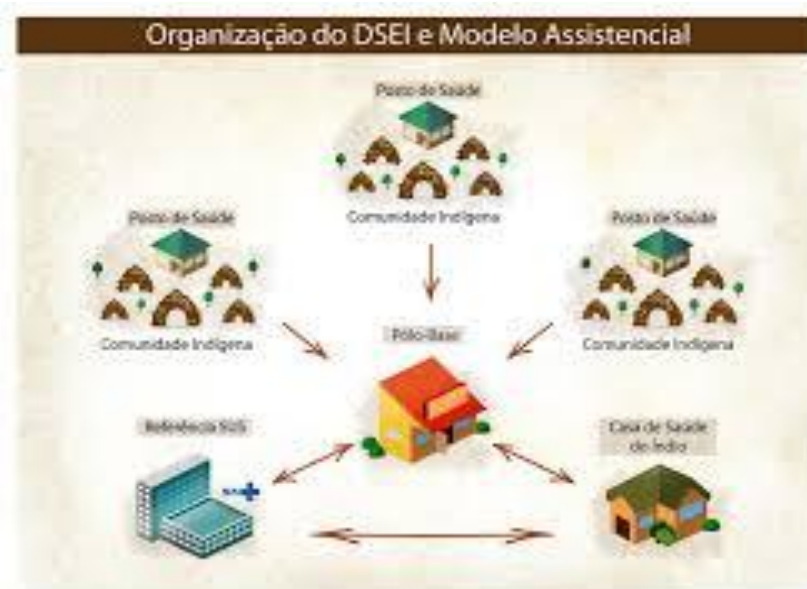 Organização do DSEI e Modelo Assistencial
Posto de Saúde
Comunidade Indígena
Posto de Saúde
Comunidade Indígena
Posto de Saúde
Comunidade Indígena
Pólo-Base
Referência SUS
Casa de Saúde
do Índio